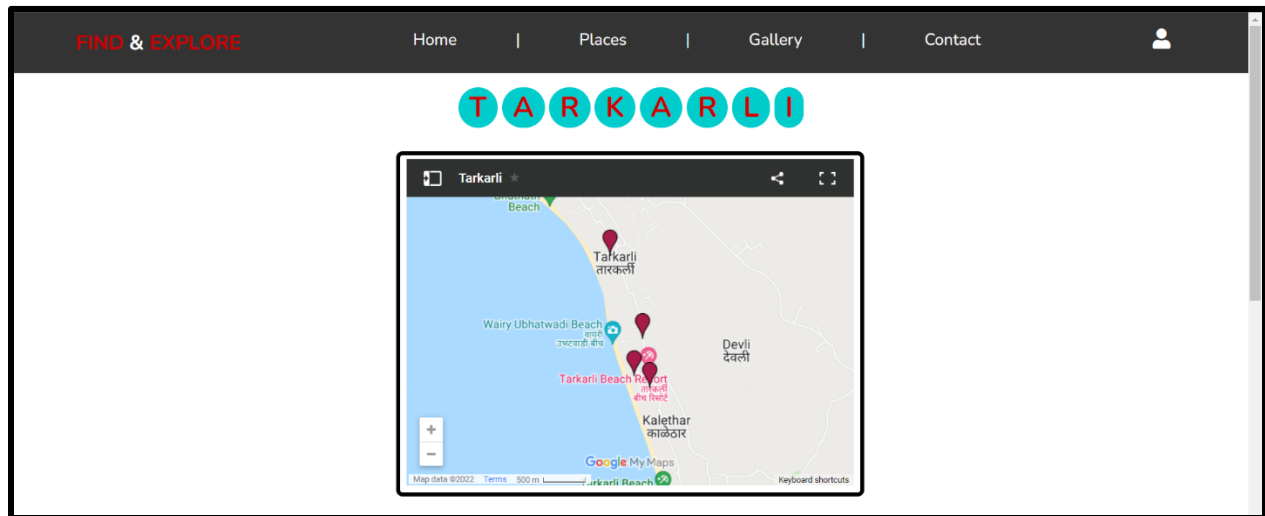 FIND & EXPLORE Home | Places | Gallery | Contact
TARKARLI
Tarkarli
Beach
Tarkarli
तारकर्ली
Wairy Ubhatwadi Beach
वायरी
उभटवाडी बीच
Devli
देवली
Tarkarli Beach Resort
तारकर्ली
बीच रिसॉर्ट
Kalethar
काळेठार
Google My Maps
Map data ©2022 Terms 500 m Tarkarli Beach Keyboard shortcuts